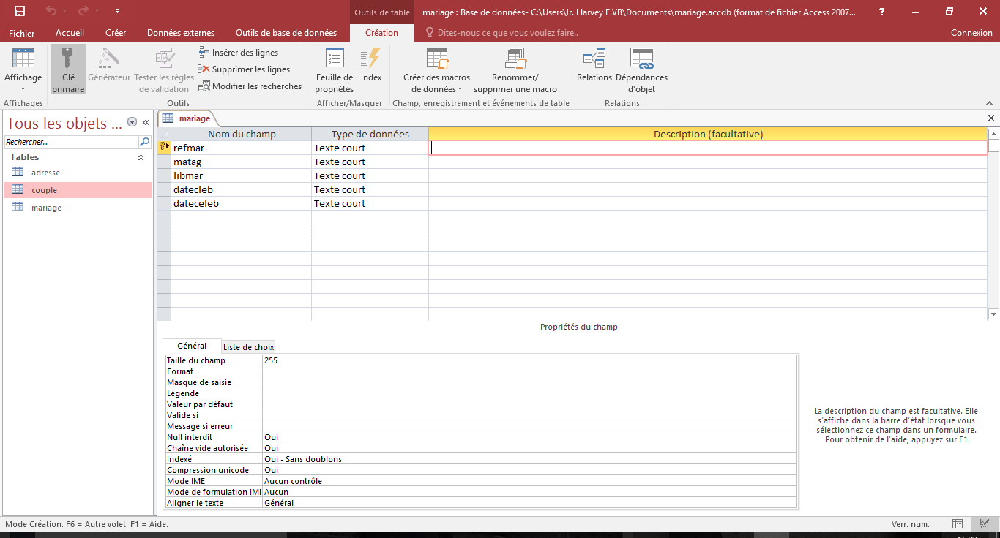 Outils de table
mariage : Base de données- C:\Users\Ir. Harvey F.VB\Documents\mariage.accdb (format de fichier Access 2007...
?
Fichier Accueil Créer Données externes Outils de base de données Création Dites-nous ce que vous voulez faire.. Connexion
Affichage
Clé primaire
Générateur
Tester les règles de validation
Insérer des lignes
Supprimer les lignes
Modifier les recherches
Feuille de propriétés
Index
Créer des macros de données
Renommer/ supprimer une macro
Relations
Dépendances d'objet
Affichages Outils Afficher/Masquer Champ, enregistrement et événements de table Relations
Tous les objets ...
Rechercher...
Tables
adresse
couple
mariage
mariage
Nom du champ Type de données Description (facultative)
refmar Texte court
matag Texte court
libmar Texte court
datecleb Texte court
dateceleb Texte court
Propriétés du champ
Général Liste de choix
Taille du champ 255
Format
Masque de saisie
Légende
Valeur par défaut
Valide si
Message si erreur
Null interdit Oui
Chaîne vide autorisée Oui
Indexé Oui - Sans doublons
Compression unicode Oui
Mode IME Aucun contrôle
Mode de formulation IME Aucun
Aligner le texte Général
La description du champ est facultative. Elle
s'affiche dans la barre d'état lorsque vous
sélectionnez ce champ dans un formulaire.
Pour obtenir de l'aide, appuyez sur F1.
Mode Création. F6 = Autre volet. F1 = Aide. Verr. num.